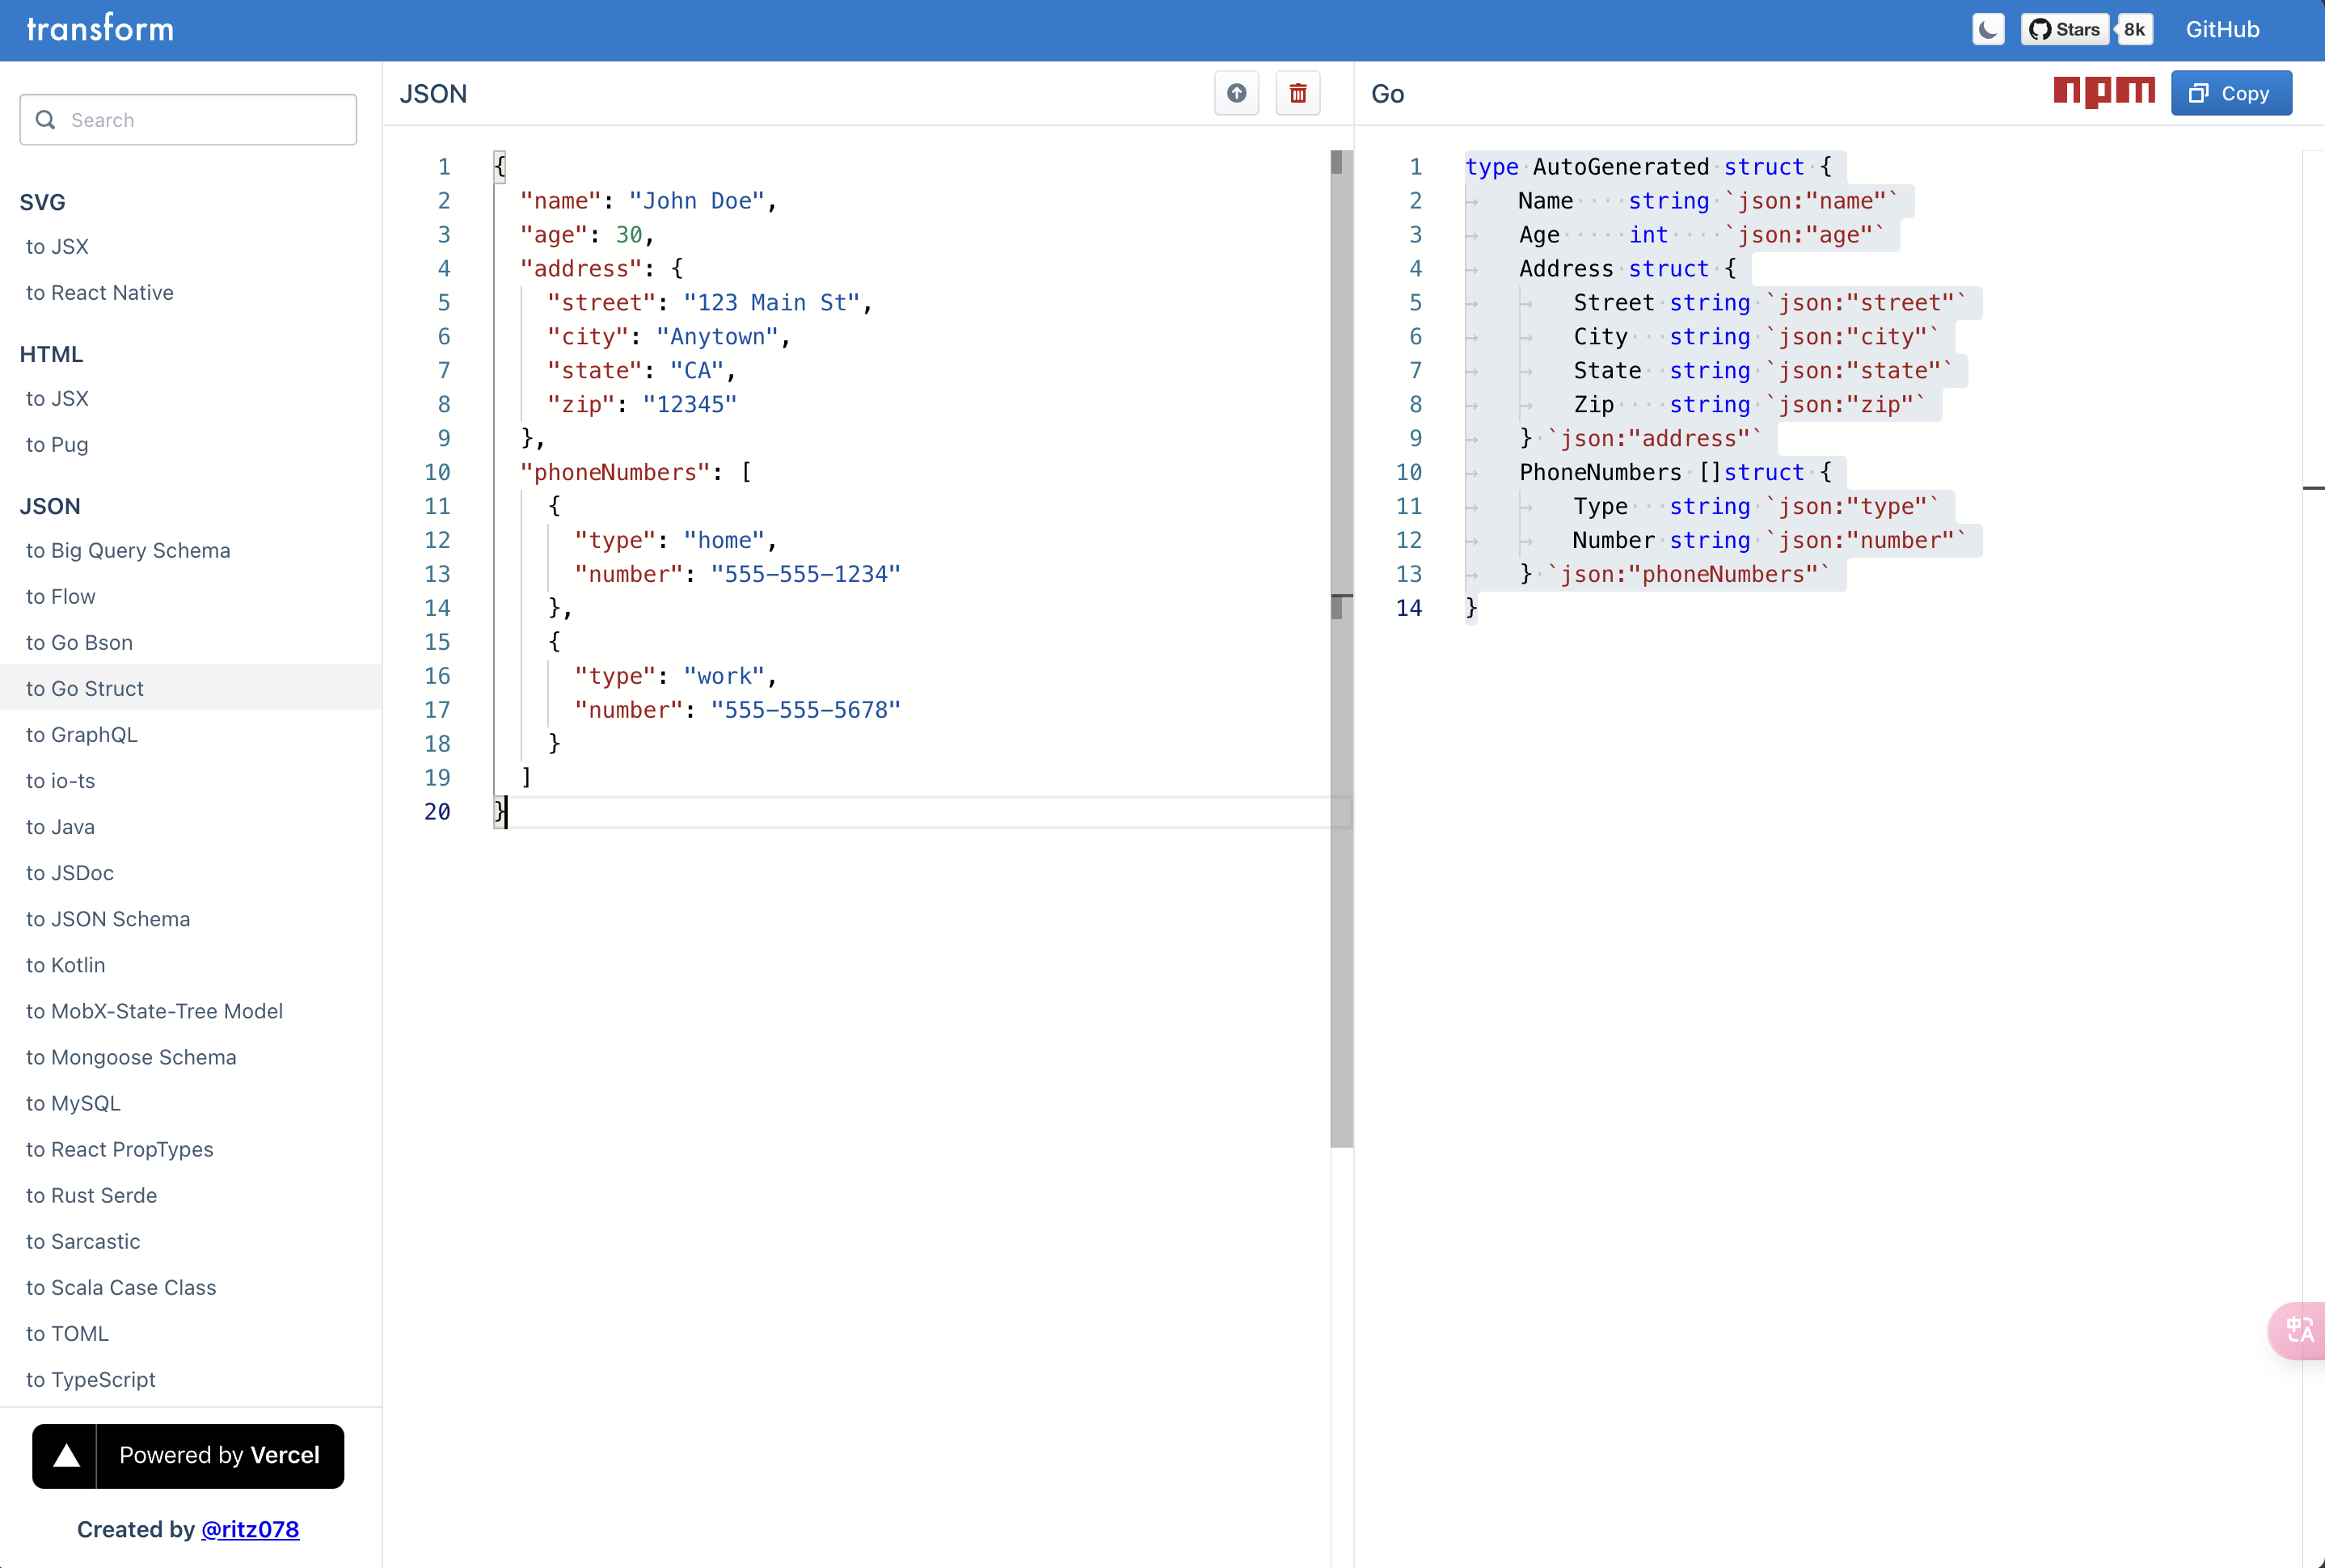 transform
Stars 8k GitHub
Search
SVG
to JSX
to React Native
HTML
to JSX
to Pug
JSON
to Big Query Schema
to Flow
to Go Bson
to Go Struct
to GraphQL
to io-ts
to Java
to JSDoc
to JSON Schema
to Kotlin
to MobX-State-Tree Model
to Mongoose Schema
to MySQL
to React PropTypes
to Rust Serde
to Sarcastic
to Scala Case Class
to TOML
to TypeScript
Powered by Vercel
Created by @ritz078
JSON
1 {
2 "name": "John Doe",
3 "age": 30,
4 "address": {
5 "street": "123 Main St",
6 "city": "Anytown",
7 "state": "CA",
8 "zip": "12345"
9 },
10 "phoneNumbers": [
11 {
12 "type": "home",
13 "number": "555-555-1234"
14 },
15 {
16 "type": "work",
17 "number": "555-555-5678"
18 }
19 ]
20 }
Go
npm
Copy
1 type AutoGenerated struct {
2 Name string `json:"name"`
3 Age int `json:"age"`
4 Address struct {
5 Street string `json:"street"`
6 City string `json:"city"`
7 State string `json:"state"`
8 Zip string `json:"zip"`
9 } `json:"address"`
10 PhoneNumbers []struct {
11 Type string `json:"type"`
12 Number string `json:"number"`
13 } `json:"phoneNumbers"`
14 }
中A